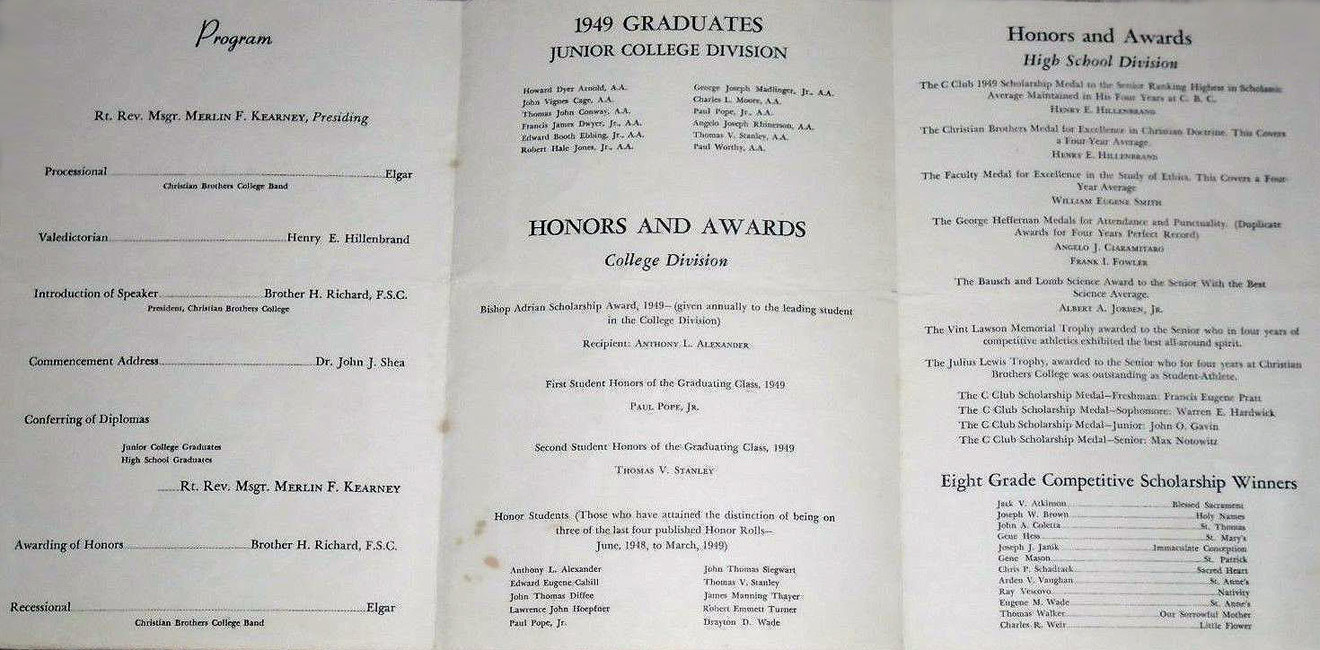 Program
Rt. Rev. Msgr. MERLIN F. KEARNEY, Presiding
Processional Elgar
Christian Brothers College Band
Valedictorian Henry E. Hillenbrand
Introduction of Speaker Brother H. Richard, F.S.C.
President, Christian Brothers College
Commencement Address Dr. John J. Shea
Conferring of Diplomas
Junior College Graduates
High School Graduates
Rt. Rev. Msgr. MERLIN F. KEARNEY
Awarding of Honors Brother H. Richard, F.S.C.
Recessional Elgar
Christian Brothers College Band
1949 GRADUATES
JUNIOR COLLEGE DIVISION
Howard Dyer Arnold, A.A.
John Vignes Cage, A.A.
Thomas John Conway, A.A.
Francis James Dwyer, Jr., A.A.
Edward Booth Ebbing, Jr., A.A.
Robert Hale Jones, Jr., A.A.
George Joseph Madlinger, Jr., A.A.
Charles L. Moore, A.A.
Paul Pope, Jr., A.A.
Angelo Joseph Rhinerson, A.A.
Thomas V. Stanley, A.A.
Paul Worthy, A.A.
HONORS AND AWARDS
College Division
Bishop Adrian Scholarship Award, 1949—(given annually to the leading student
in the College Division)
Recipient: ANTHONY L. ALEXANDER
First Student Honors of the Graduating Class, 1949
PAUL POPE, JR.
Second Student Honors of the Graduating Class, 1949
THOMAS V. STANLEY
Honor Students (Those who have attained the distinction of being on
three of the last four published Honor Rolls—
June, 1948, to March, 1949)
Anthony L. Alexander
Edward Eugene Cahill
John Thomas Diffee
Lawrence John Hoepfner
Paul Pope, Jr.
John Thomas Siegwart
Thomas V. Stanley
James Manning Thayer
Robert Emmett Turner
Drayton D. Wade
Honors and Awards
High School Division
The C Club 1949 Scholarship Medal to the Senior Ranking Highest in Scholastic
Average Maintained in His Four Years at C. B. C.
HENRY E. HILLENBRAND
The Christian Brothers Medal for Excellence in Christian Doctrine. This Covers
a Four-Year Average.
HENRY E. HILLENBRAND
The Faculty Medal for Excellence in the Study of Ethics. This Covers a Four-
Year Average
WILLIAM EUGENE SMITH
The George Heffernan Medals for Attendance and Punctuality. (Duplicate
Awards for Four Years Perfect Record)
ANGELO J. CIARAMITARO
FRANK I. FOWLER
The Bausch and Lomb Science Award to the Senior With the Best
Science Average.
ALBERT A. JORDEN, JR.
The Vint Lawson Memorial Trophy awarded to the Senior who in four years of
competitive athletics exhibited the best all-around spirit.
The Julius Lewis Trophy, awarded to the Senior who for four years at Christian
Brothers College was outstanding as Student-Athlete.
The C Club Scholarship Medal—Freshman: Francis Eugene Pratt
The C Club Scholarship Medal—Sophomore: Warren E. Hardwick
The C Club Scholarship Medal—Junior: John O. Gavin
The C Club Scholarship Medal—Senior: Max Notowitz
Eight Grade Competitive Scholarship Winners
Jack V. Atkinson Blessed Sacrament
Joseph W. Brown Holy Names
John A. Coletta St. Thomas
Gene Hess St. Mary's
Joseph J. Janik Immaculate Conception
Gene Mason St. Patrick
Chris P. Schadrack Sacred Heart
Arden V. Vaughan St. Anne's
Ray Vescovo Nativity
Eugene M. Wade St. Anne's
Thomas Walker Our Sorrowful Mother
Charles R. Weir Little Flower